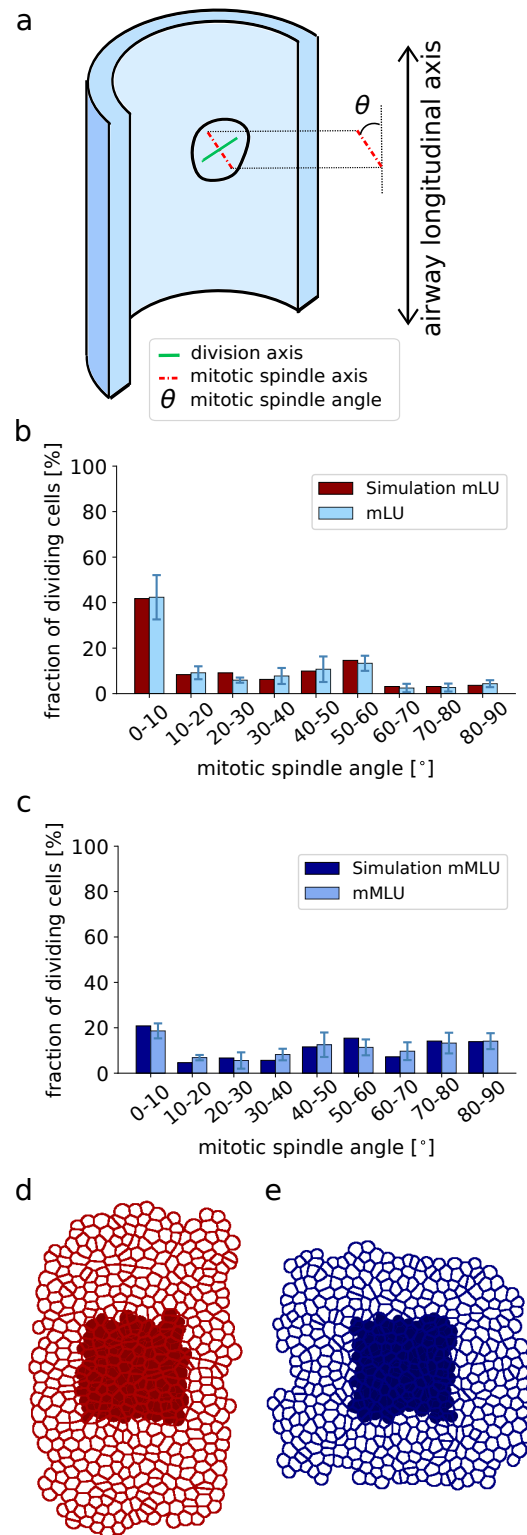 a
θ
airway longitudinal axis
division axis
mitotic spindle axis
θ mitotic spindle angle
b
fraction of dividing cells [%]
100
80
60
40
20
0
Simulation mLU
mLU
0-10
10-20
20-30
30-40
40-50
50-60
60-70
70-80
80-90
mitotic spindle angle [°]
c
fraction of dividing cells [%]
100
80
60
40
20
0
Simulation mMLU
mMLU
0-10
10-20
20-30
30-40
40-50
50-60
60-70
70-80
80-90
mitotic spindle angle [°]
d
e